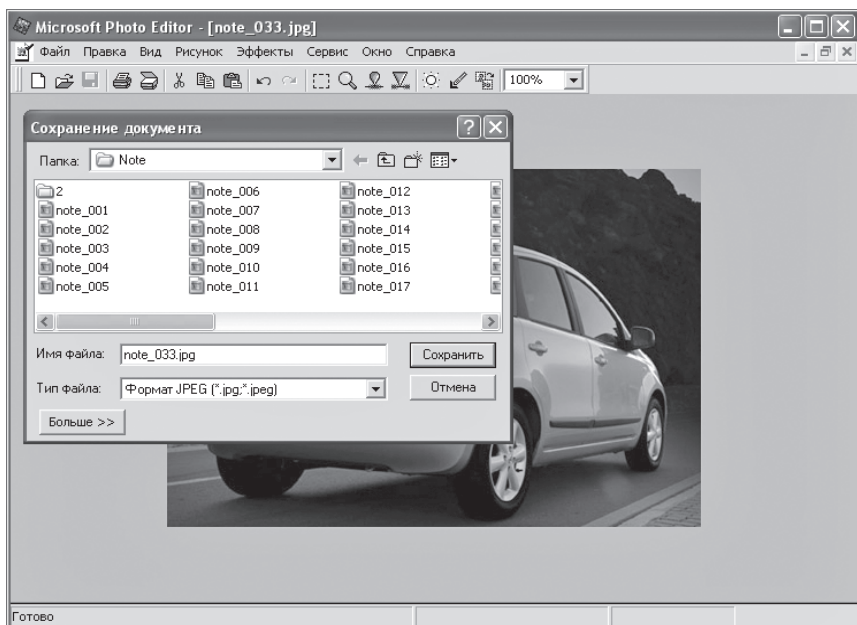 Microsoft Photo Editor - [note_033.jpg]
Файл Правка Вид Рисунок Эффекты Сервис Окно Справка
100%
Сохранение документа
Папка: Note
2 note_006 note_012
note_001 note_007 note_013
note_002 note_008 note_014
note_003 note_009 note_015
note_004 note_010 note_016
note_005 note_011 note_017
Имя файла: note_033.jpg Сохранить
Тип файла: Формат JPEG (*.jpg;*.jpeg) Отмена
Больше >>
Готово